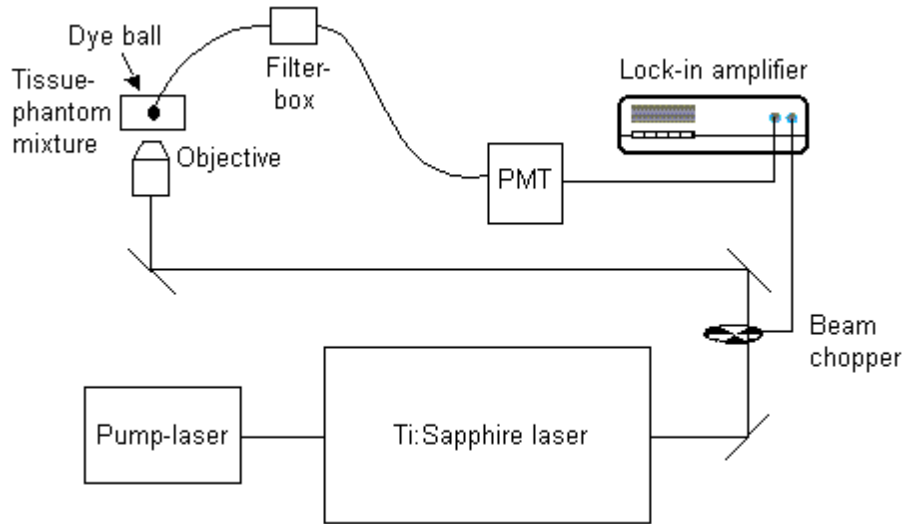 Dye ball
Tissue-
phantom
mixture
Filter-
box
Lock-in amplifier
Objective
PMT
Beam
chopper
Pump-laser
Ti:Sapphire laser